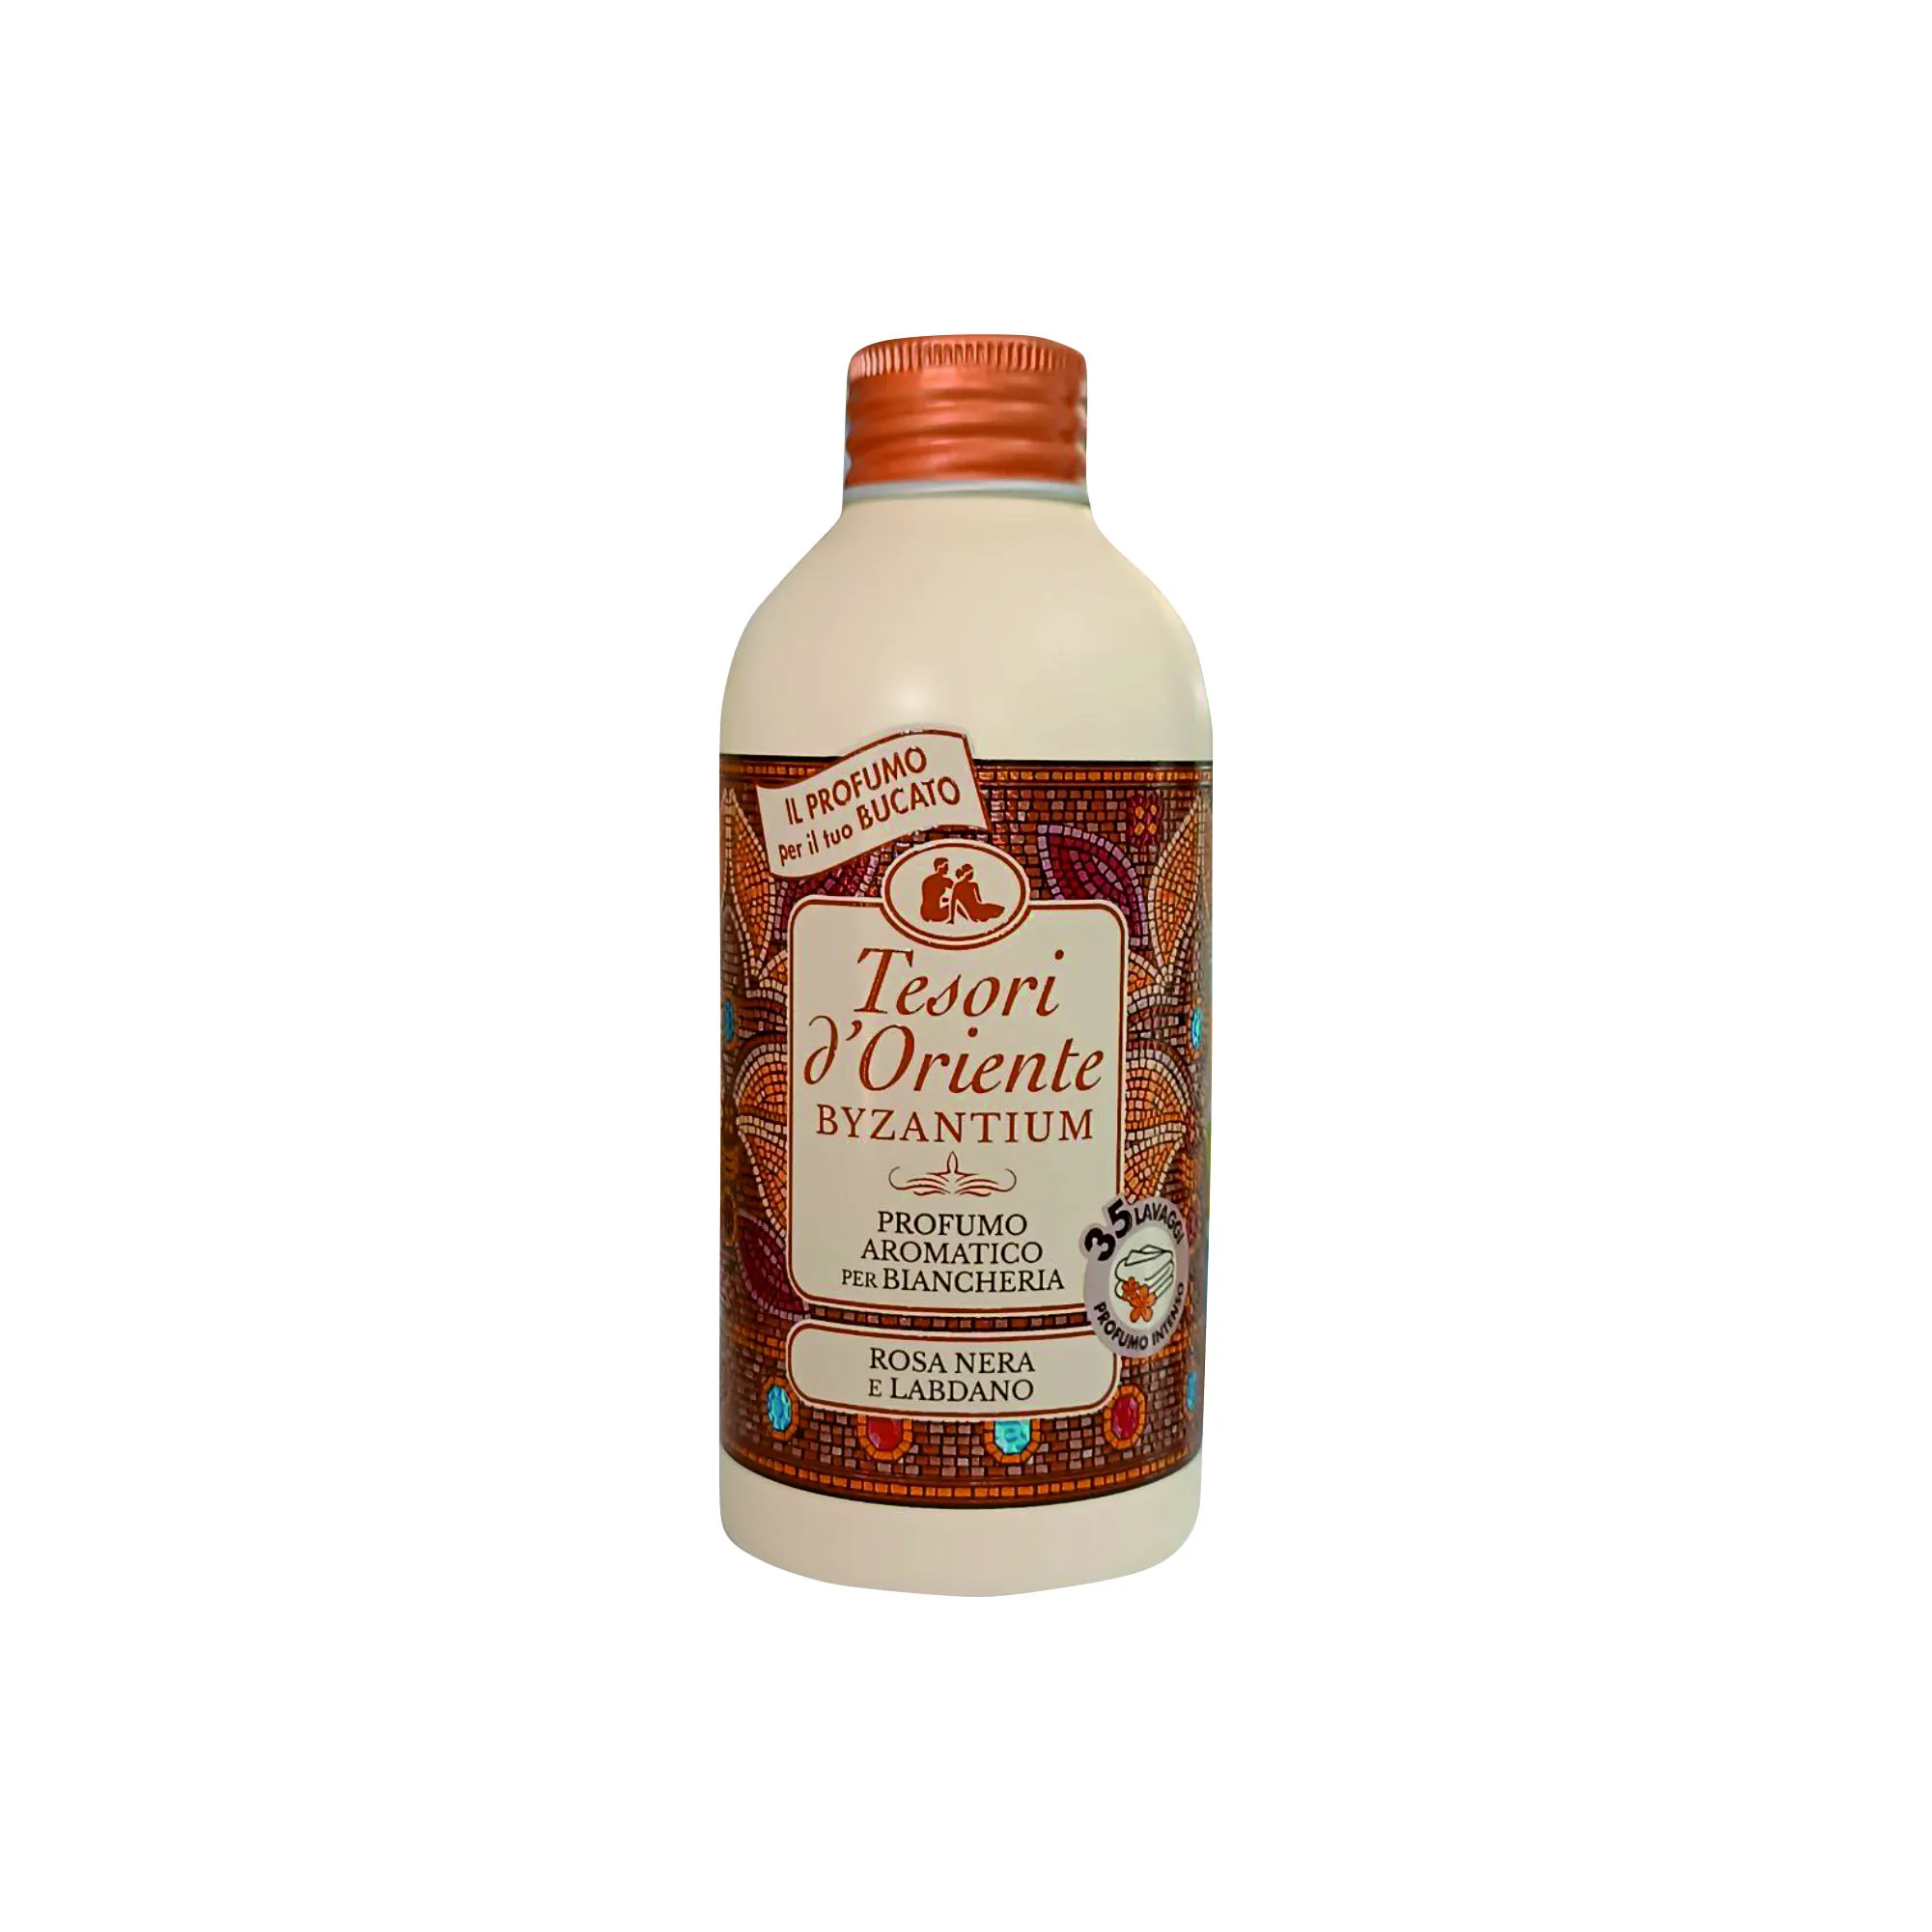 IL PROFUMO
per il tuo BUCATO
Tesori
d'Oriente
BYZANTIUM
PROFUMO
AROMATICO
PER BIANCHERIA
35 LAVAGGI
PROFUMO INTENSO
ROSA NERA
E LABDANO